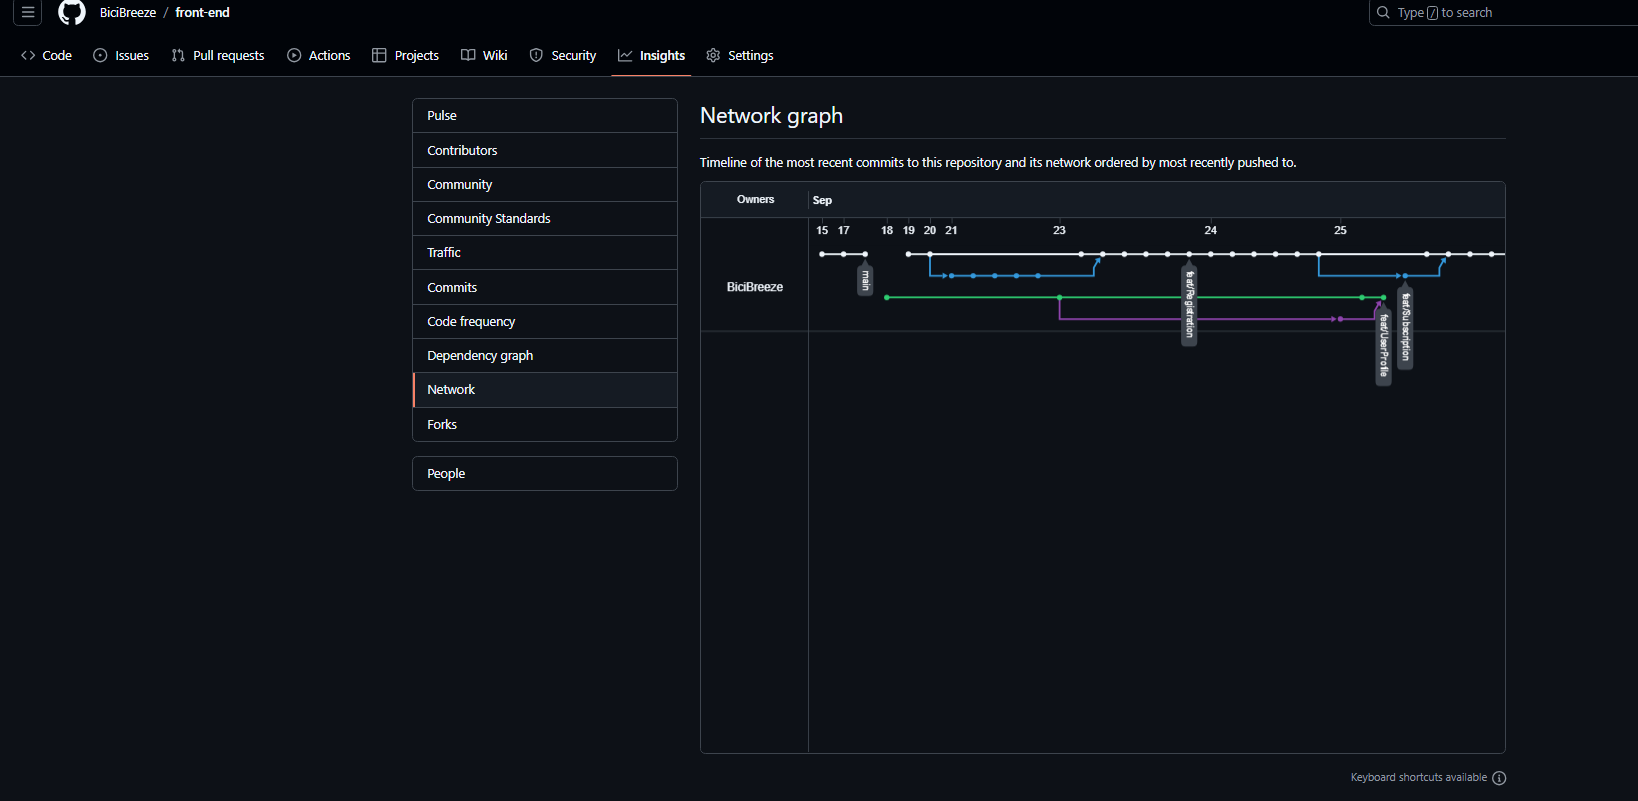 BiciBreeze / front-end
Type / to search
Code Issues Pull requests Actions Projects Wiki Security Insights Settings
Pulse
Contributors
Community
Community Standards
Traffic
Commits
Code frequency
Dependency graph
Network
Forks
People
Network graph
Timeline of the most recent commits to this repository and its network ordered by most recently pushed to.
Owners Sep
15 17 18 19 20 21 23 24 25
BiciBreeze
main
feat/Registration
feat/UserProfile
feat/Subscription
Keyboard shortcuts available